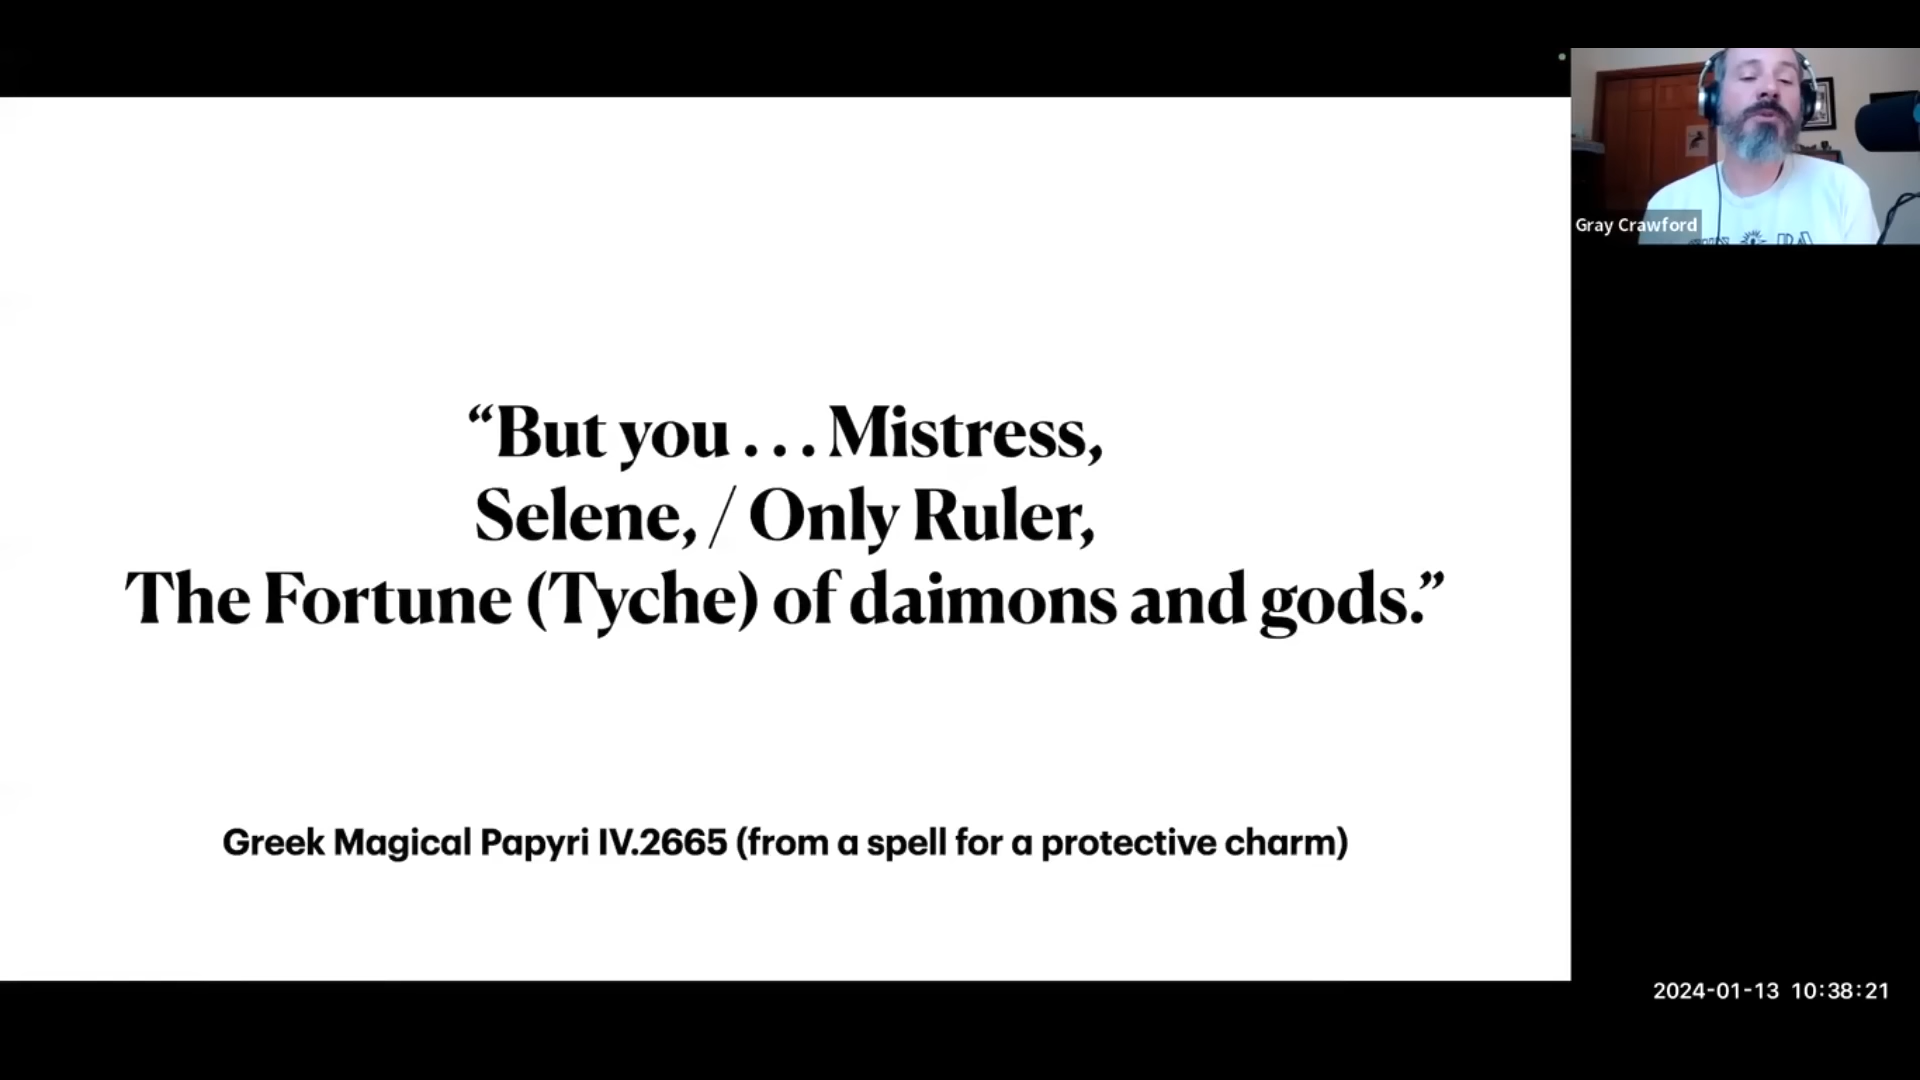 “But you . . . Mistress,
Selene, / Only Ruler,
The Fortune (Tyche) of daimons and gods.”
Greek Magical Papyri IV.2665 (from a spell for a protective charm)
Gray Crawford
2024-01-13 10:38:21